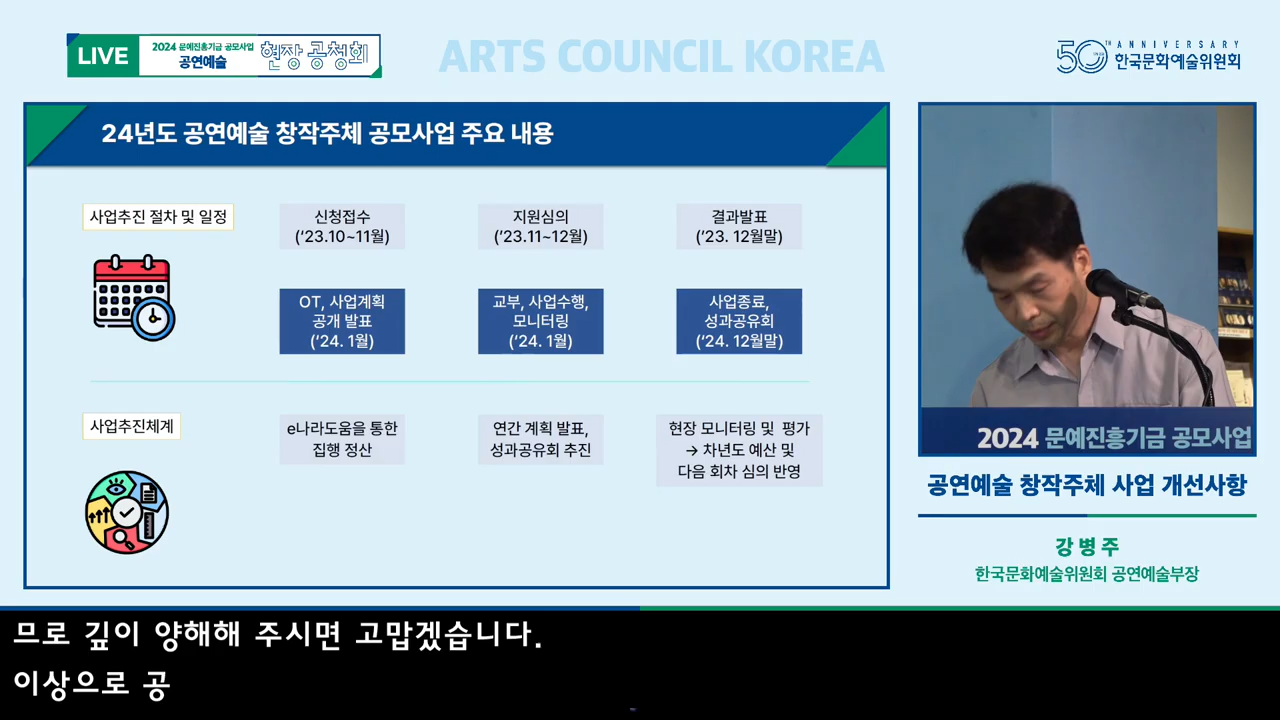 LIVE
2024 문예진흥기금 공모사업
공연예술
현장 공청회
ARTS COUNCIL KOREA
50TH ANNIVERSARY
한국문화예술위원회
24년도 공연예술 창작주체 공모사업 주요 내용
사업추진 절차 및 일정
신청접수
(‘23.10~11월)
지원심의
(‘23.11~12월)
결과발표
(‘23. 12월말)
OT, 사업계획
공개 발표
(‘24. 1월)
교부, 사업수행,
모니터링
(‘24. 1월)
사업종료,
성과공유회
(‘24. 12월말)
사업추진체계
e나라도움을 통한
집행 정산
연간 계획 발표,
성과공유회 추진
현장 모니터링 및 평가
→ 차년도 예산 및
다음 회차 심의 반영
2024 문예진흥기금 공모사업
공연예술 창작주체 사업 개선사항
강 병 주
한국문화예술위원회 공연예술부장
므로 깊이 양해해 주시면 고맙겠습니다.
이상으로 공